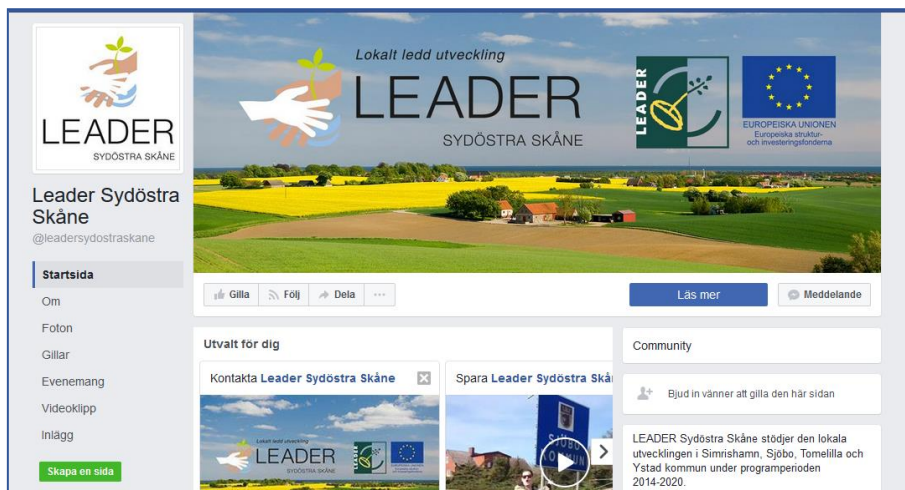 LEADER
SYDÖSTRA SKÅNE
Leader Sydöstra
Skåne
@leadersydostraskane
Startsida
Om
Foton
Gillar
Evenemang
Videoklipp
Inlägg
Skapa en sida
Lokalt ledd utveckling
LEADER
SYDÖSTRA SKÅNE
LEADER
EUROPEISKA UNIONEN
Europeiska struktur-
och investeringsfonderna
Gilla
Följ
Dela
Läs mer
Meddelande
Utvalt för dig
Kontakta Leader Sydöstra Skåne
Lokalt ledd utveckling
LEADER
SYDÖSTRA SKÅNE
Spara Leader Sydöstra Skå
SJÖBO
KOMMUN
Community
Bjud in vänner att gilla den här sidan
LEADER Sydöstra Skåne stödjer den lokala
utvecklingen i Simrishamn, Sjöbo, Tomelilla och
Ystad kommun under programperioden
2014-2020.